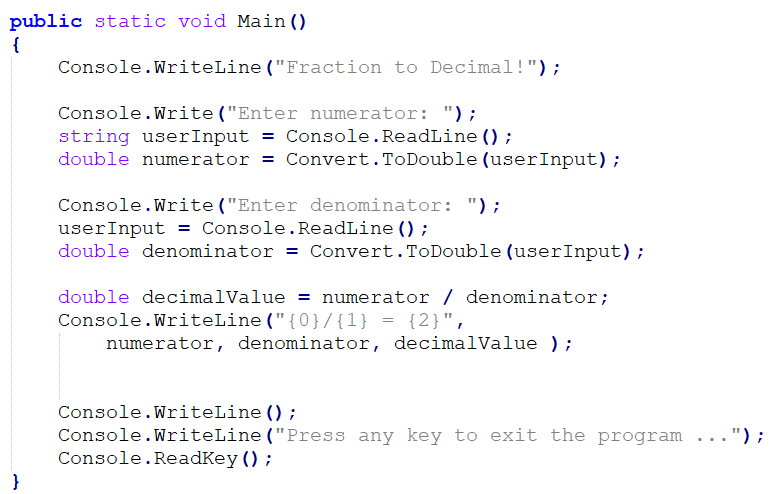 public static void Main()
{
    Console.WriteLine("Fraction to Decimal!");

    Console.Write("Enter numerator: ");
    string userInput = Console.ReadLine();
    double numerator = Convert.ToDouble(userInput);

    Console.Write("Enter denominator: ");
    userInput = Console.ReadLine();
    double denominator = Convert.ToDouble(userInput);

    double decimalValue = numerator / denominator;
    Console.WriteLine("{0}/{1} = {2}",
        numerator, denominator, decimalValue );

    Console.WriteLine();
    Console.WriteLine("Press any key to exit the program ...");
    Console.ReadKey();
}